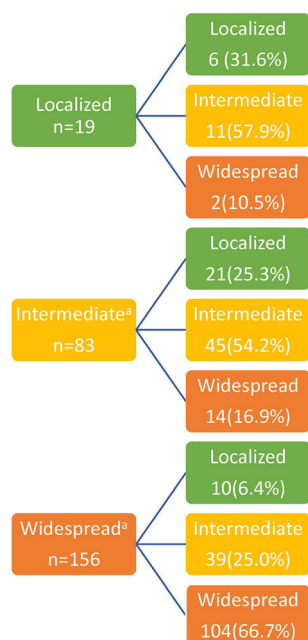 Localized
n=19
Localized
6 (31.6%)
Intermediate
11(57.9%)
Widespread
2(10.5%)
Intermediateᵃ
n=83
Localized
21(25.3%)
Intermediate
45(54.2%)
Widespread
14(16.9%)
Widespreadᵃ
n=156
Localized
10(6.4%)
Intermediate
39(25.0%)
Widespread
104(66.7%)